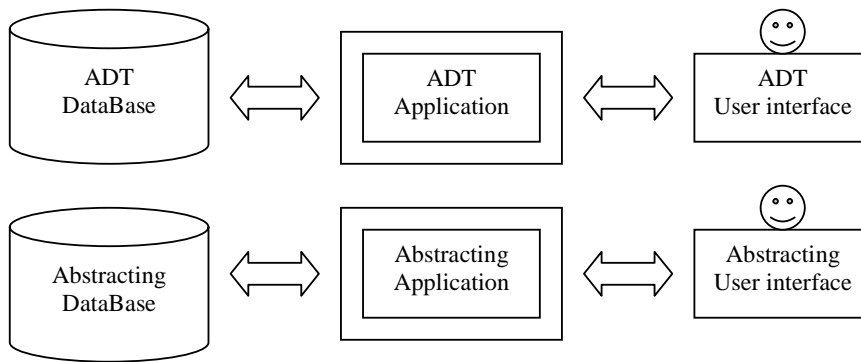 ADT
DataBase
ADT
Application
ADT
User interface
Abstracting
DataBase
Abstracting
Application
Abstracting
User interface